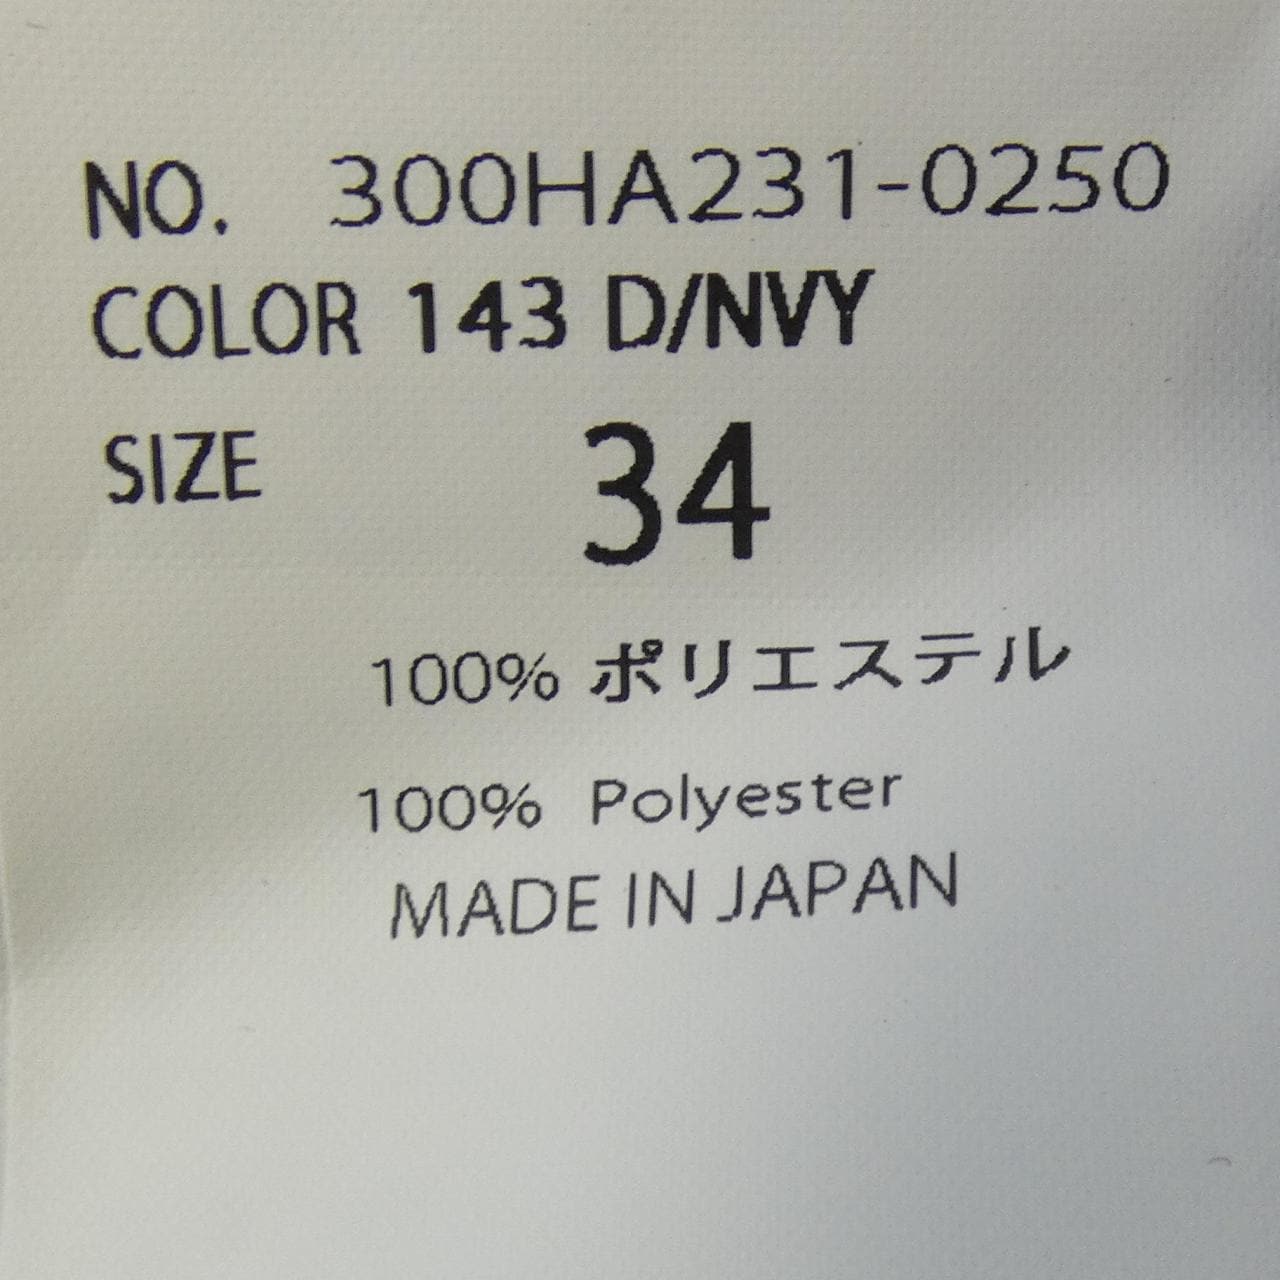 NO. 300HA231-0250
COLOR 143 D/NVY
SIZE 34
100% ポリエステル
100% Polyester
MADE IN JAPAN